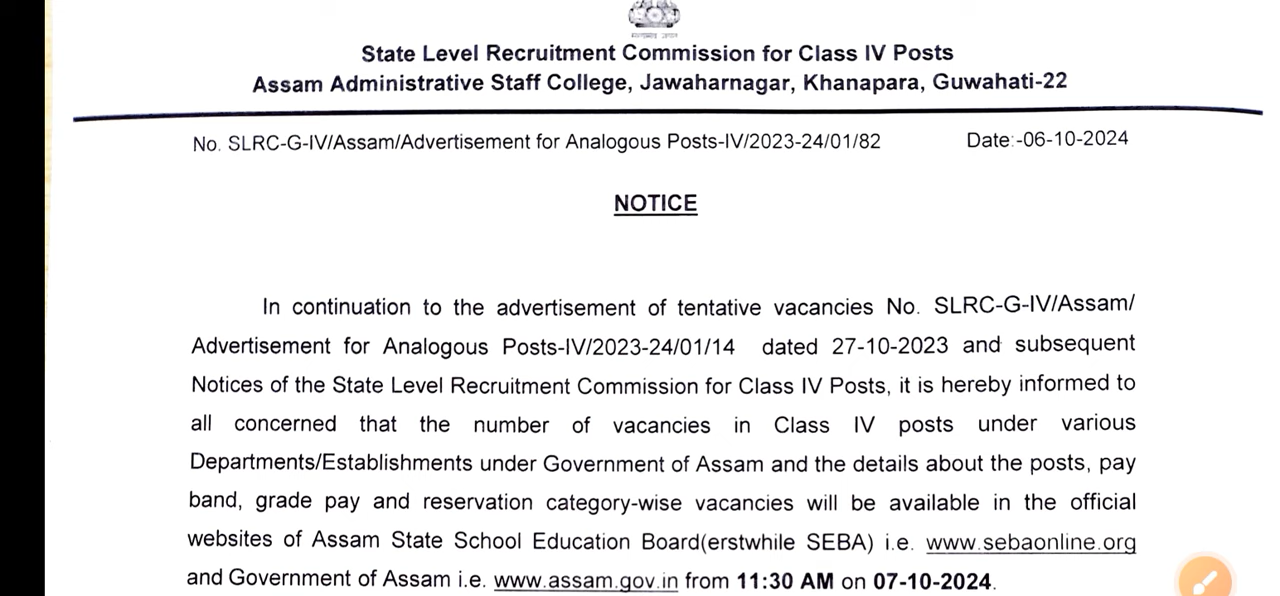 State Level Recruitment Commission for Class IV Posts
Assam Administrative Staff College, Jawaharnagar, Khanapara, Guwahati-22
No. SLRC-G-IV/Assam/Advertisement for Analogous Posts-IV/2023-24/01/82 Date:-06-10-2024
NOTICE
In continuation to the advertisement of tentative vacancies No. SLRC-G-IV/Assam/
Advertisement for Analogous Posts-IV/2023-24/01/14 dated 27-10-2023 and subsequent
Notices of the State Level Recruitment Commission for Class IV Posts, it is hereby informed to
all concerned that the number of vacancies in Class IV posts under various
Departments/Establishments under Government of Assam and the details about the posts, pay
band, grade pay and reservation category-wise vacancies will be available in the official
websites of Assam State School Education Board(erstwhile SEBA) i.e. www.sebaonline.org
and Government of Assam i.e. www.assam.gov.in from 11:30 AM on 07-10-2024.